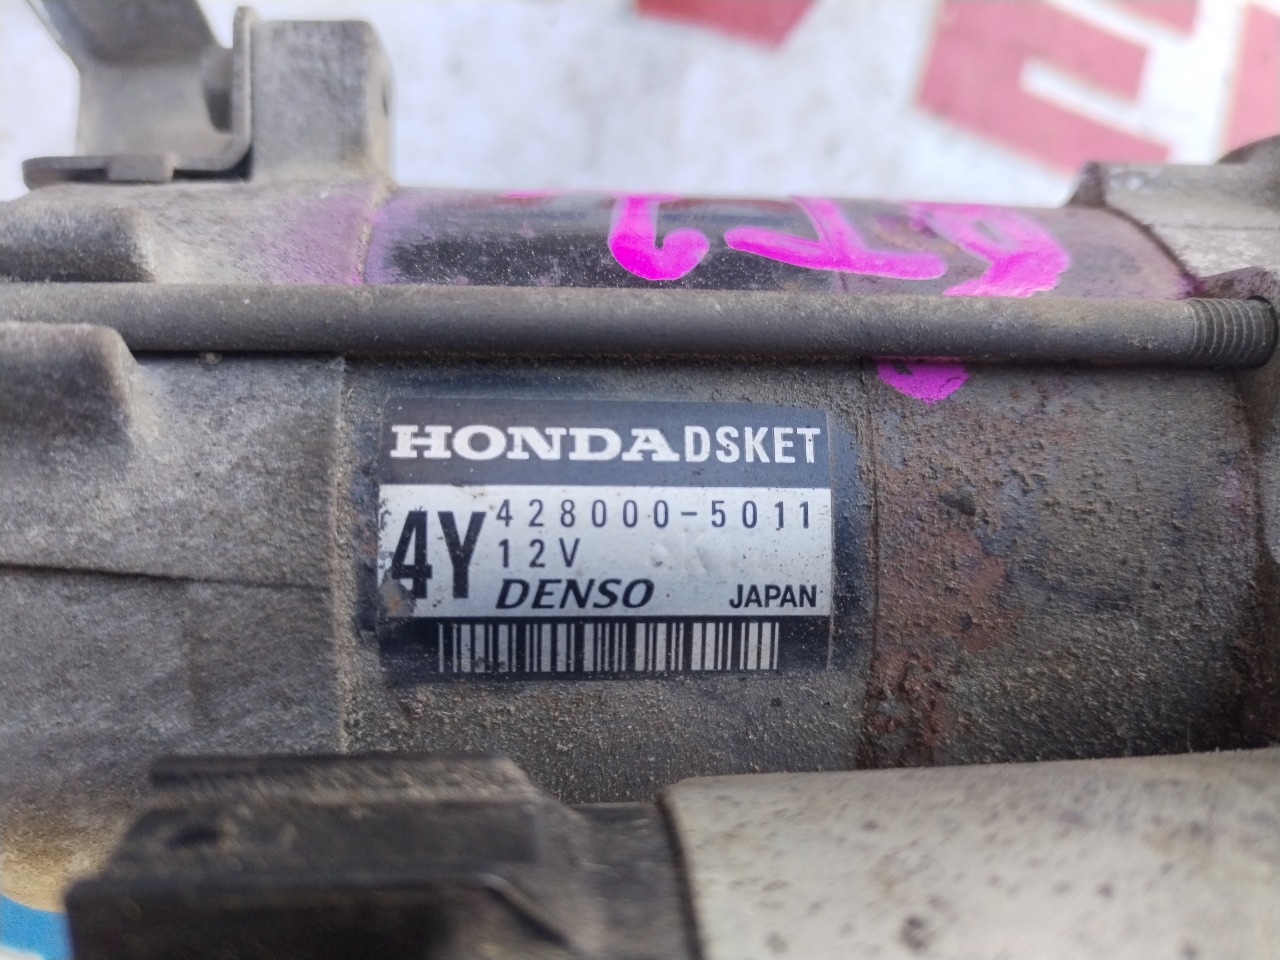 HONDA DSKET
4Y 428000-5011
12V
DENSO JAPAN